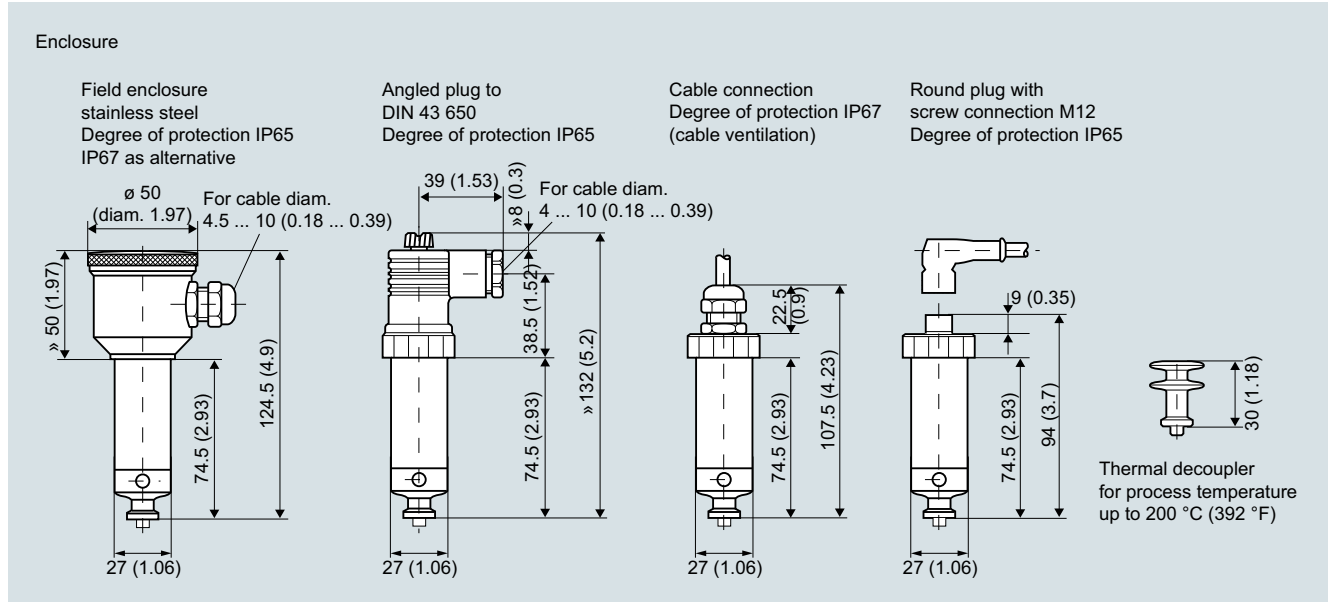 Enclosure
Field enclosure
stainless steel
Degree of protection IP65
IP67 as alternative
ø 50
(diam. 1.97)
For cable diam.
4.5 ... 10 (0.18 ... 0.39)
» 50 (1.97)
74.5 (2.93)
124.5 (4.9)
27 (1.06)
Angled plug to
DIN 43 650
Degree of protection IP65
39 (1.53)
»8 (0.3)
For cable diam.
4 ... 10 (0.18 ... 0.39)
38.5 (1.52)
74.5 (2.93)
»132 (5.2)
27 (1.06)
Cable connection
Degree of protection IP67
(cable ventilation)
22.5
(0.9)
74.5 (2.93)
107.5 (4.23)
27 (1.06)
Round plug with
screw connection M12
Degree of protection IP65
9 (0.35)
74.5 (2.93)
94 (3.7)
27 (1.06)
30 (1.18)
Thermal decoupler
for process temperature
up to 200 °C (392 °F)